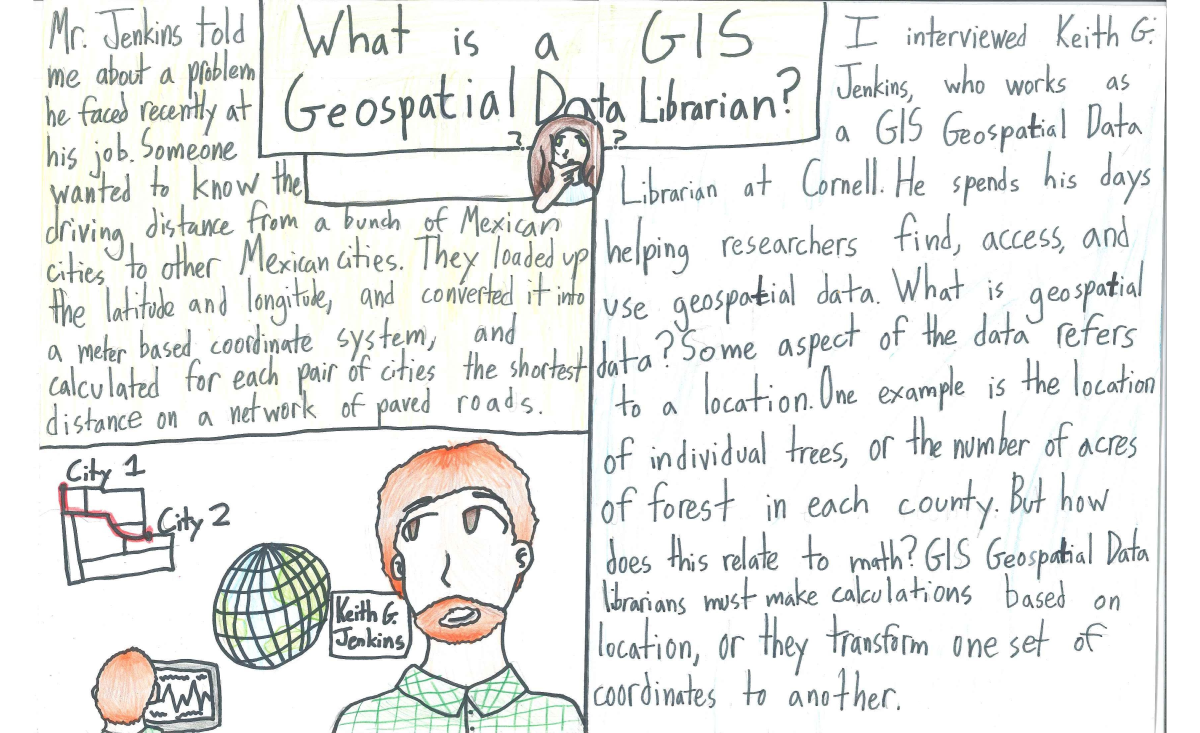 What is a GIS
Geospatial Data Librarian?
? ?
I interviewed Keith G.
Jenkins, who works as
a GIS Geospatial Data
Librarian at Cornell. He spends his days
helping researchers find, access, and
use geospatial data. What is geospatial
data? Some aspect of the data refers
to a location. One example is the location
of individual trees, or the number of acres
of forest in each county. But how
does this relate to math? GIS Geospatial Data
librarians must make calculations based on
location, or they transform one set of
coordinates to another.
Mr. Jenkins told
me about a problem
he faced recently at
his job. Someone
wanted to know the
driving distance from a bunch of Mexican
cities to other Mexican cities. They loaded up
the latitude and longitude, and converted it into
a meter based coordinate system, and
calculated for each pair of cities the shortest
distance on a network of paved roads.
City 1
City 2
Keith G.
Jenkins